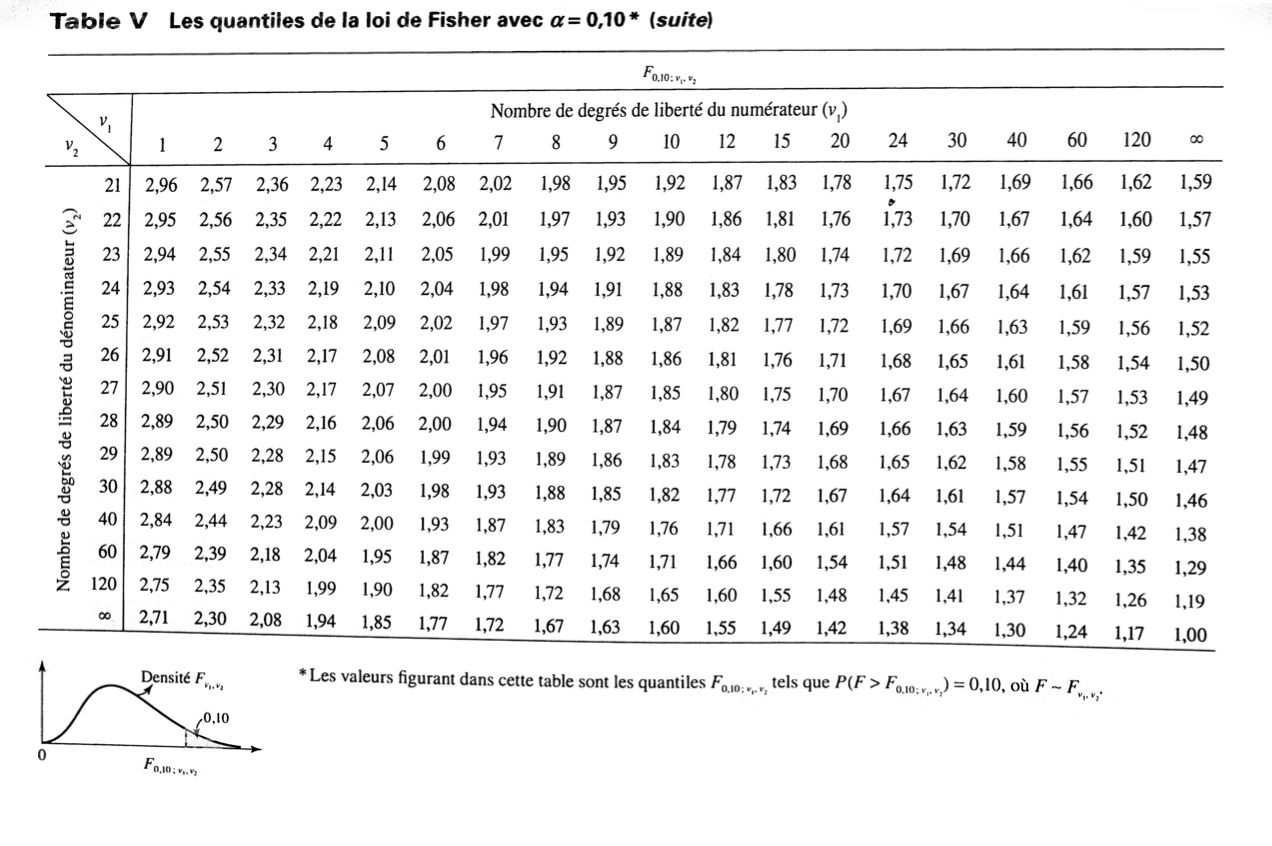 Table V Les quantiles de la loi de Fisher avec α = 0,10* (suite)
F0,10; ν1, ν2
Nombre de degrés de liberté du numérateur (ν1)
ν1
ν2
1 2 3 4 5 6 7 8 9 10 12 15 20 24 30 40 60 120 ∞
Nombre de degrés de liberté du dénominateur (ν2)
21 2,96 2,57 2,36 2,23 2,14 2,08 2,02 1,98 1,95 1,92 1,87 1,83 1,78 1,75 1,72 1,69 1,66 1,62 1,59
22 2,95 2,56 2,35 2,22 2,13 2,06 2,01 1,97 1,93 1,90 1,86 1,81 1,76 1,73 1,70 1,67 1,64 1,60 1,57
23 2,94 2,55 2,34 2,21 2,11 2,05 1,99 1,95 1,92 1,89 1,84 1,80 1,74 1,72 1,69 1,66 1,62 1,59 1,55
24 2,93 2,54 2,33 2,19 2,10 2,04 1,98 1,94 1,91 1,88 1,83 1,78 1,73 1,70 1,67 1,64 1,61 1,57 1,53
25 2,92 2,53 2,32 2,18 2,09 2,02 1,97 1,93 1,89 1,87 1,82 1,77 1,72 1,69 1,66 1,63 1,59 1,56 1,52
26 2,91 2,52 2,31 2,17 2,08 2,01 1,96 1,92 1,88 1,86 1,81 1,76 1,71 1,68 1,65 1,61 1,58 1,54 1,50
27 2,90 2,51 2,30 2,17 2,07 2,00 1,95 1,91 1,87 1,85 1,80 1,75 1,70 1,67 1,64 1,60 1,57 1,53 1,49
28 2,89 2,50 2,29 2,16 2,06 2,00 1,94 1,90 1,87 1,84 1,79 1,74 1,69 1,66 1,63 1,59 1,56 1,52 1,48
29 2,89 2,50 2,28 2,15 2,06 1,99 1,93 1,89 1,86 1,83 1,78 1,73 1,68 1,65 1,62 1,58 1,55 1,51 1,47
30 2,88 2,49 2,28 2,14 2,03 1,98 1,93 1,88 1,85 1,82 1,77 1,72 1,67 1,64 1,61 1,57 1,54 1,50 1,46
40 2,84 2,44 2,23 2,09 2,00 1,93 1,87 1,83 1,79 1,76 1,71 1,66 1,61 1,57 1,54 1,51 1,47 1,42 1,38
60 2,79 2,39 2,18 2,04 1,95 1,87 1,82 1,77 1,74 1,71 1,66 1,60 1,54 1,51 1,48 1,44 1,40 1,35 1,29
120 2,75 2,35 2,13 1,99 1,90 1,82 1,77 1,72 1,68 1,65 1,60 1,55 1,48 1,45 1,41 1,37 1,32 1,26 1,19
∞ 2,71 2,30 2,08 1,94 1,85 1,77 1,72 1,67 1,63 1,60 1,55 1,49 1,42 1,38 1,34 1,30 1,24 1,17 1,00
*Les valeurs figurant dans cette table sont les quantiles F0,10; ν1, ν2 tels que P(F > F0,10; ν1, ν2) = 0,10, où F ~ Fν1, ν2.
Densité Fν1, ν2
0,10
0
F0,10; ν1, ν2